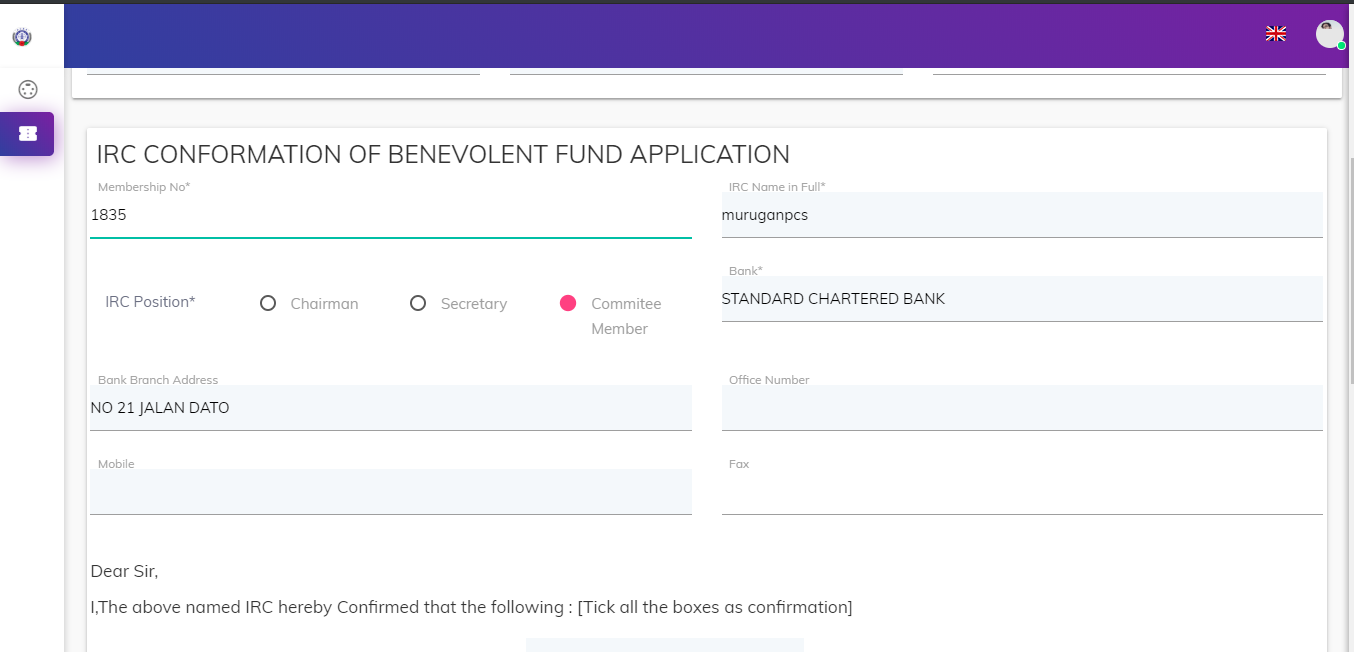 IRC CONFORMATION OF BENEVOLENT FUND APPLICATION
Membership No*
IRC Name in Full*
1835
muruganpcs
Bank*
IRC Position*
Chairman
Secretary
Commitee
Member
STANDARD CHARTERED BANK
Bank Branch Address
Office Number
NO 21 JALAN DATO
Mobile
Fax
Dear Sir,
I,The above named IRC hereby Confirmed that the following : [Tick all the boxes as confirmation]